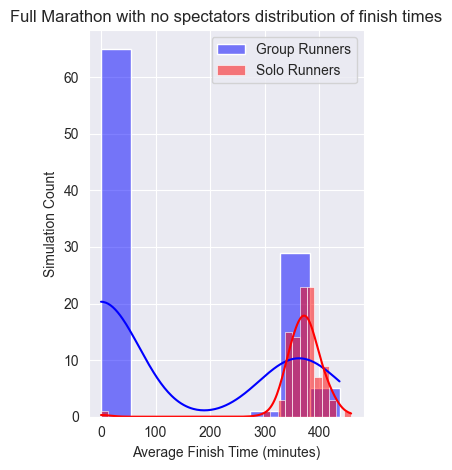 Full Marathon with no spectators distribution of finish times
Group Runners
Solo Runners
Simulation Count
60
50
40
30
20
10
0
0 100 200 300 400
Average Finish Time (minutes)